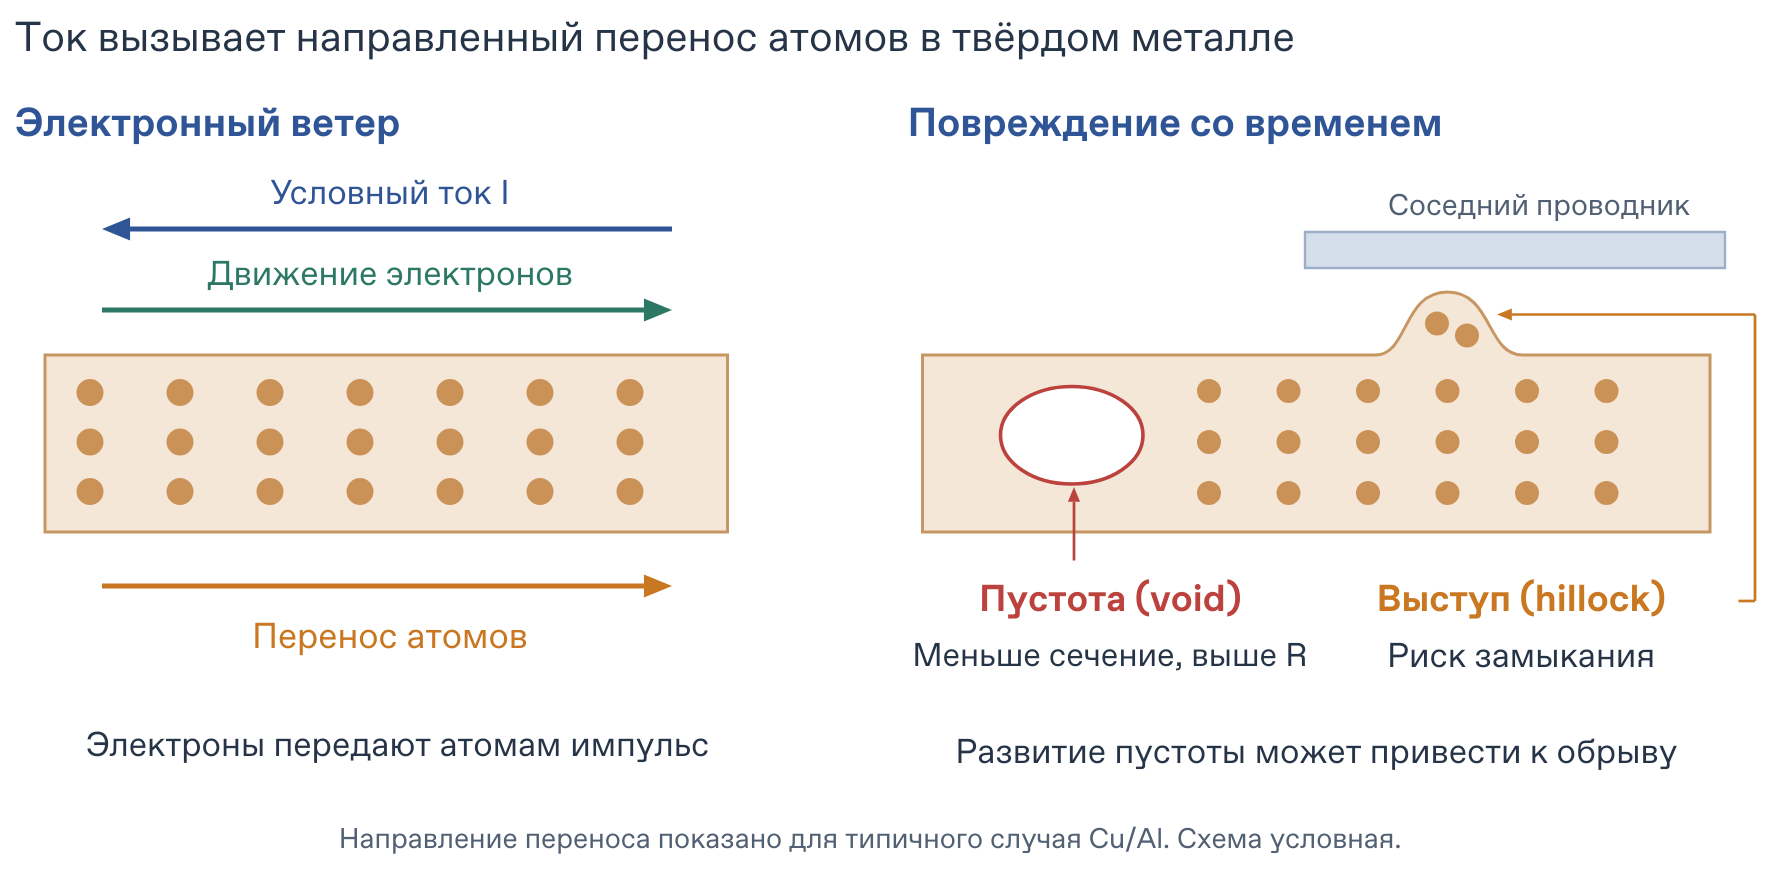 Ток вызывает направленный перенос атомов в твёрдом металле
Электронный ветер
Условный ток I
Движение электронов
Перенос атомов
Электроны передают атомам импульс
Повреждение со временем
Соседний проводник
Пустота (void)
Меньше сечение, выше R
Выступ (hillock)
Риск замыкания
Развитие пустоты может привести к обрыву
Направление переноса показано для типичного случая Cu/Al. Схема условная.